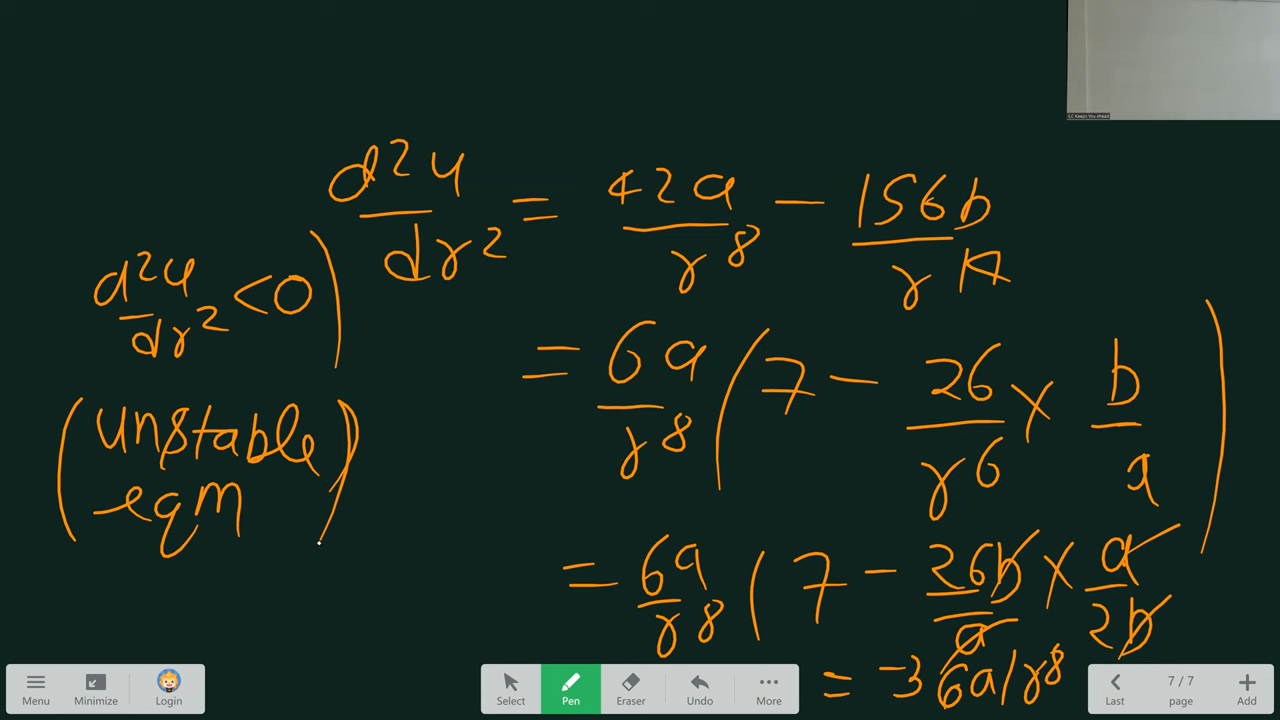 d²u/dr² = 42a/r⁸ − 156b/r¹⁴
d²u/dr² <0
= 6a/r⁸ (7 − 26/r6 × b/a)
(unstable
eqm)
= 6a/r8 (7 − 26b/a × a/2b
= -36a/r⁸
Menu Minimize Login Select Pen Eraser Undo More Last 7 / 7 page Add